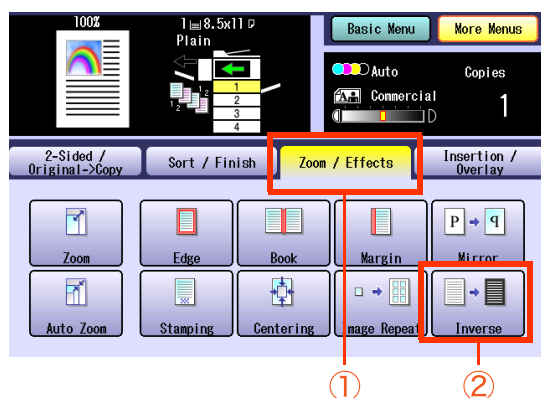 100%
1 8.5x11
Plain
1 2
1 2
1
2
3
4
Basic Menu
More Menus
Auto
Copies
A
Commercial
1
D
2-Sided /
Original->Copy
Sort / Finish
Zoom / Effects
Insertion /
Overlay
Zoom
Edge
Book
Margin
P q
Mirror
Auto Zoom
Stamping
Centering
Image Repeat
Inverse
① ②